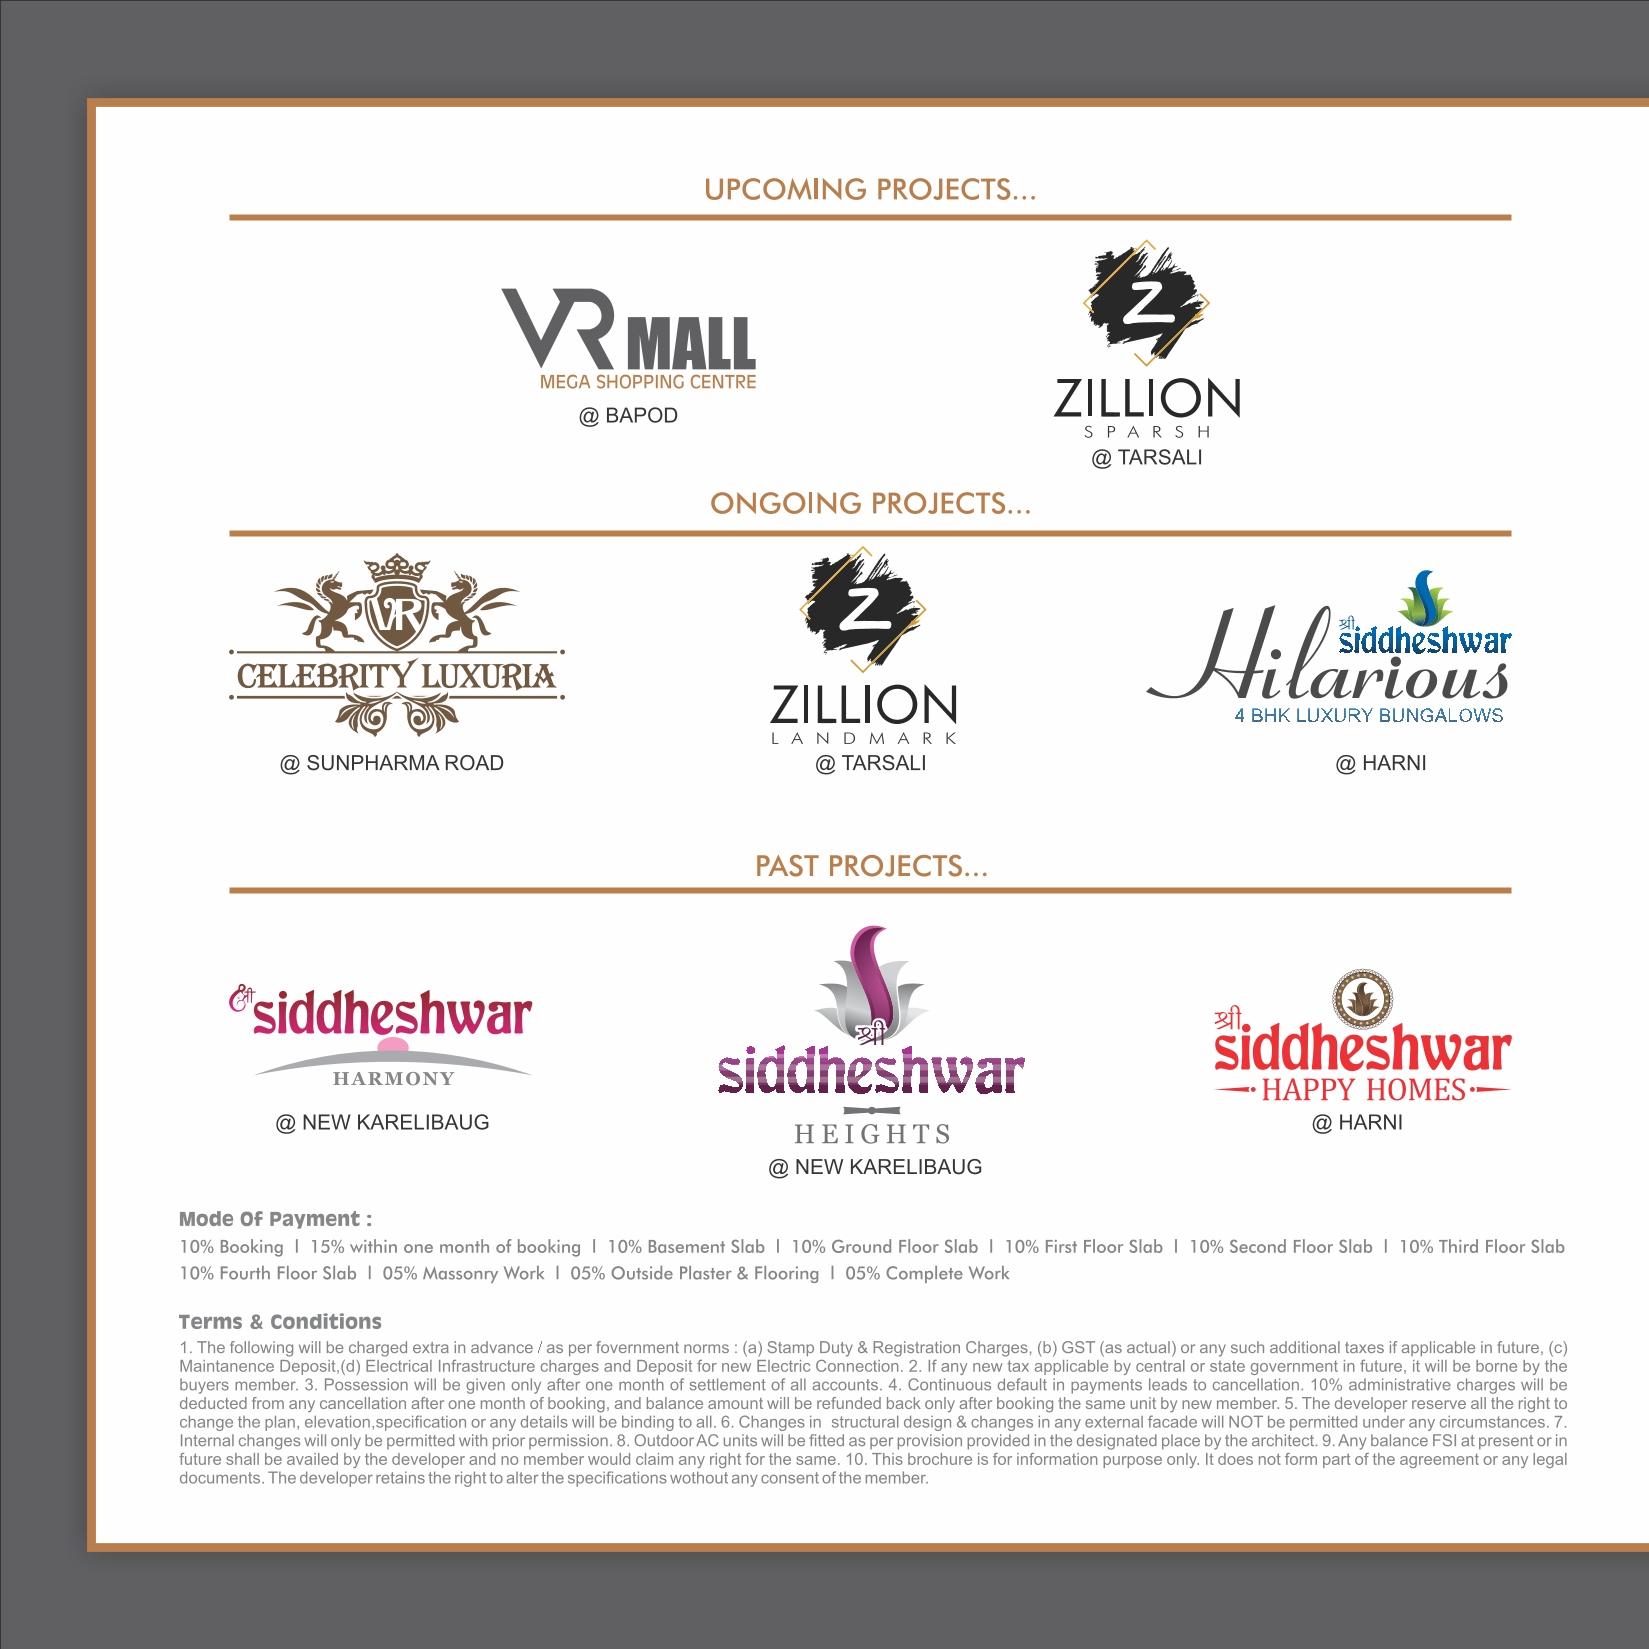 UPCOMING PROJECTS...
VR MALL
MEGA SHOPPING CENTRE
@ BAPOD
Z
ZILLION
SPARSH
@ TARSALI
ONGOING PROJECTS...
VR
CELEBRITY LUXURIA
@ SUNPHARMA ROAD
Z
ZILLION
LANDMARK
@ TARSALI
श्री
siddheshwar
Hilarious
4 BHK LUXURY BUNGALOWS
@ HARNI
PAST PROJECTS...
श्री siddheshwar
HARMONY
@ NEW KARELIBAUG
श्री
siddheshwar
HEIGHTS
@ NEW KARELIBAUG
श्री
siddheshwar
HAPPY HOMES
@ HARNI
Mode Of Payment :
10% Booking | 15% within one month of booking | 10% Basement Slab | 10% Ground Floor Slab | 10% First Floor Slab | 10% Second Floor Slab | 10% Third Floor Slab
10% Fourth Floor Slab | 05% Massonry Work | 05% Outside Plaster & Flooring | 05% Complete Work
Terms & Conditions
1. The following will be charged extra in advance / as per fovernment norms : (a) Stamp Duty & Registration Charges, (b) GST (as actual) or any such additional taxes if applicable in future, (c)
Maintanence Deposit,(d) Electrical Infrastructure charges and Deposit for new Electric Connection. 2. If any new tax applicable by central or state government in future, it will be borne by the
buyers member. 3. Possession will be given only after one month of settlement of all accounts. 4. Continuous default in payments leads to cancellation. 10% administrative charges will be
deducted from any cancellation after one month of booking, and balance amount will be refunded back only after booking the same unit by new member. 5. The developer reserve all the right to
change the plan, elevation,specification or any details will be binding to all. 6. Changes in structural design & changes in any external facade will NOT be permitted under any circumstances. 7.
Internal changes will only be permitted with prior permission. 8. Outdoor AC units will be fitted as per provision provided in the designated place by the architect. 9. Any balance FSI at present or in
future shall be availed by the developer and no member would claim any right for the same. 10. This brochure is for information purpose only. It does not form part of the agreement or any legal
documents. The developer retains the right to alter the specifications wothout any consent of the member.